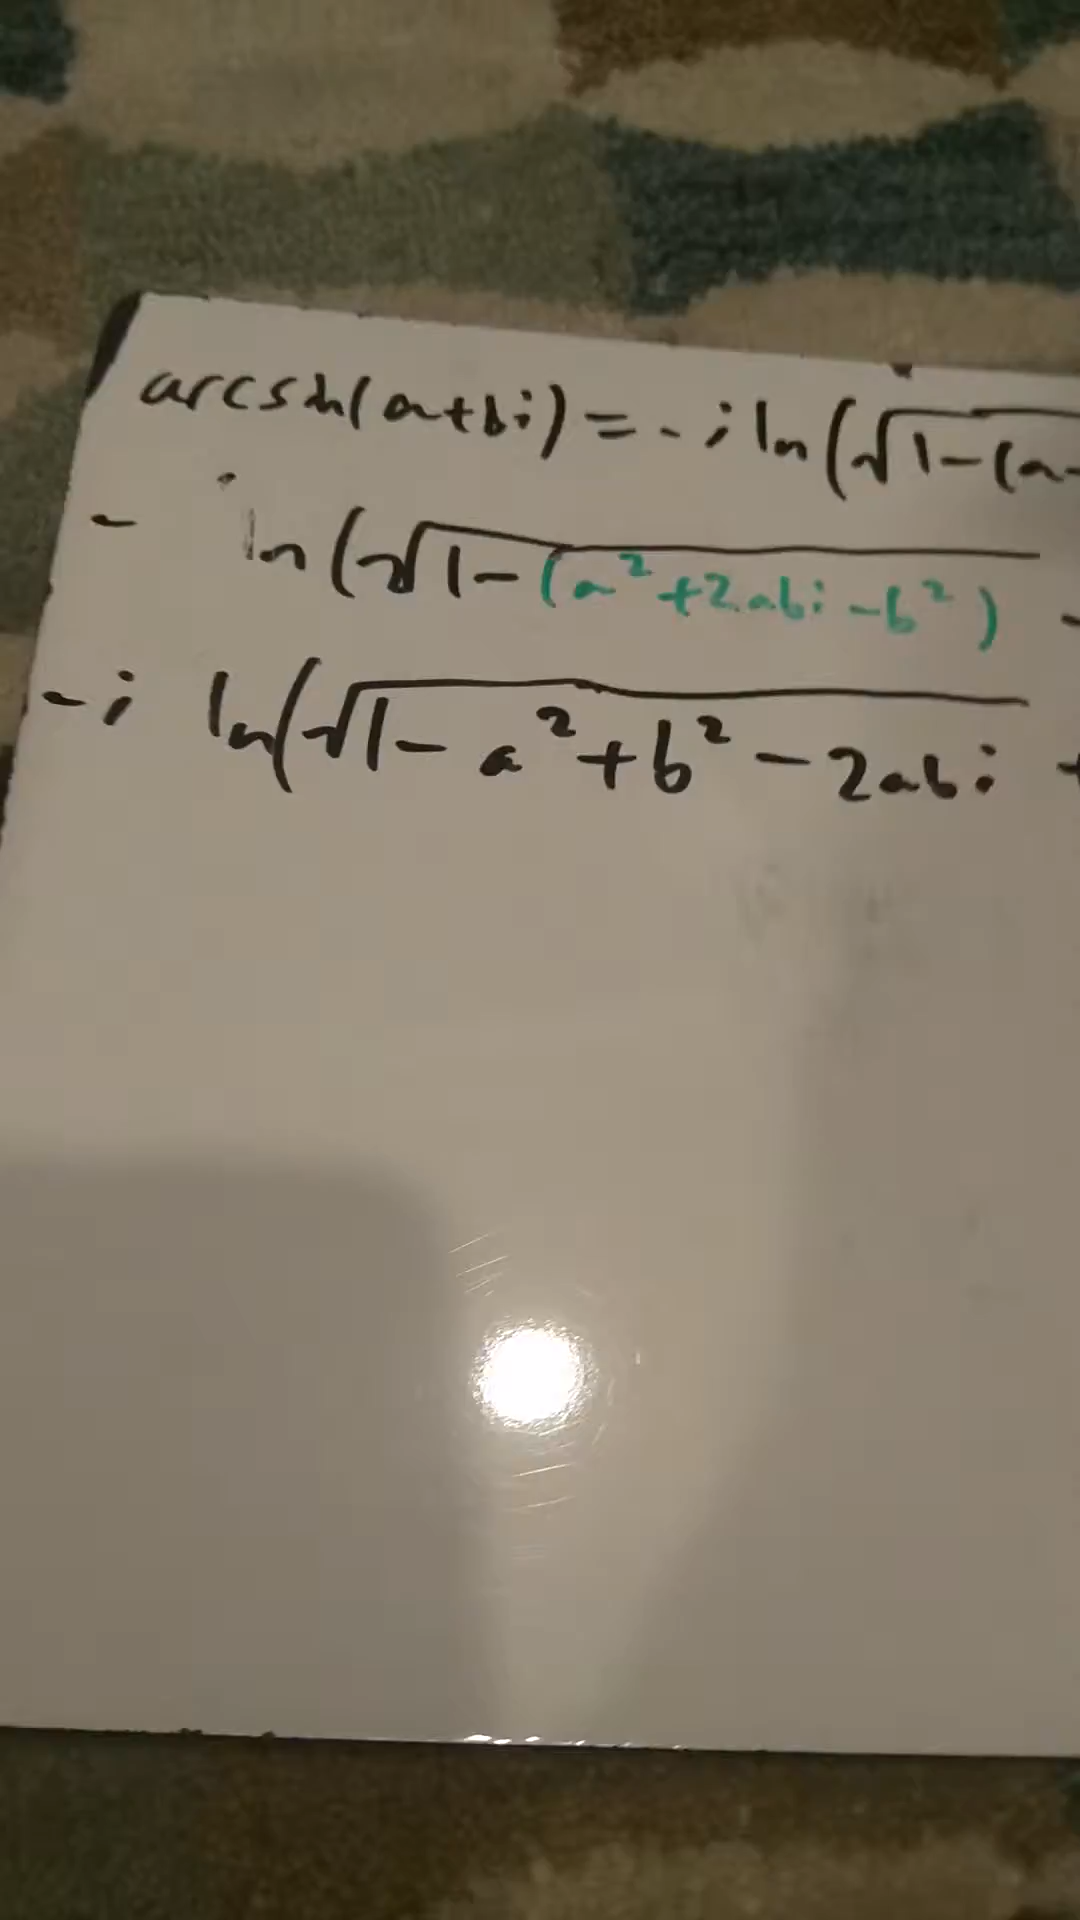 arcsin(a+bi) = -i ln(√1-(a-
- i ln(√1-(a²+2abi-b²) -
-i ln(√1-a²+b²-2abi +